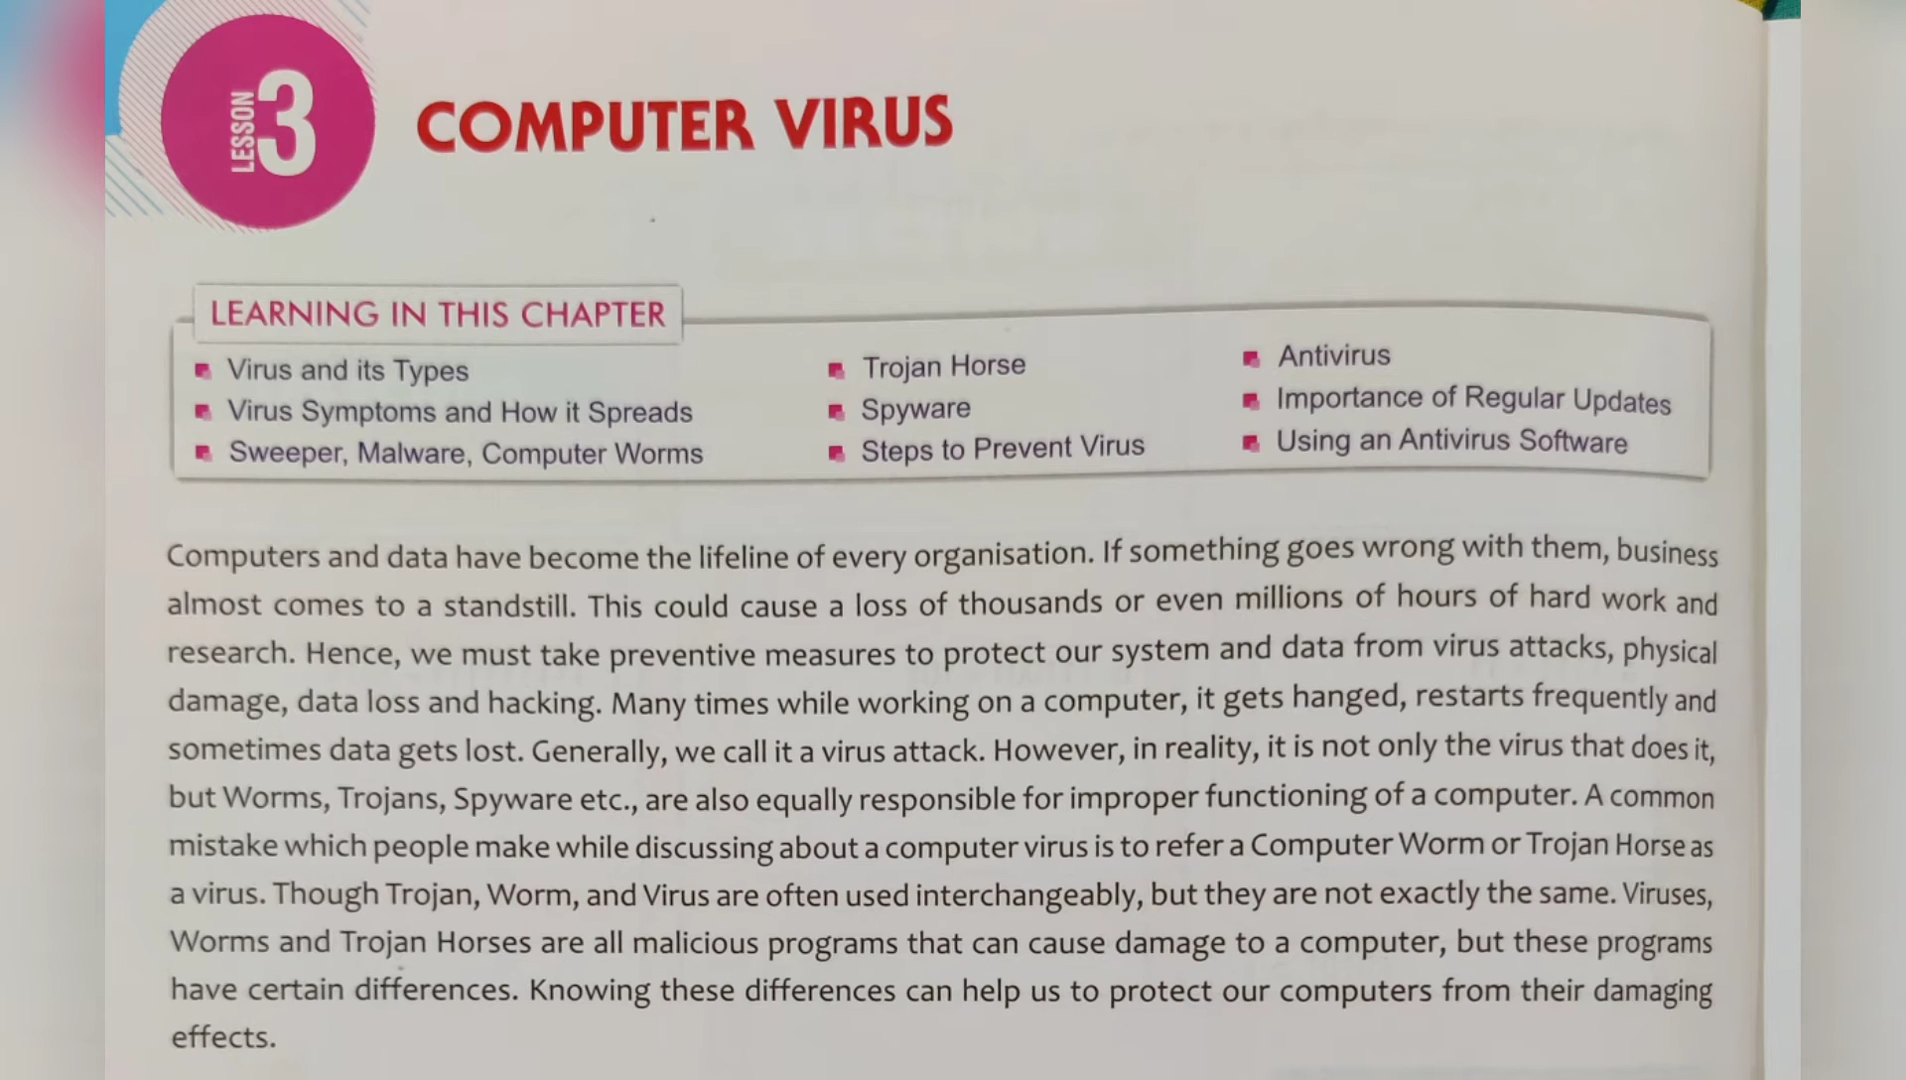 LESSON 3
COMPUTER VIRUS
LEARNING IN THIS CHAPTER
Virus and its Types
Virus Symptoms and How it Spreads
Sweeper, Malware, Computer Worms
Trojan Horse
Spyware
Steps to Prevent Virus
Antivirus
Importance of Regular Updates
Using an Antivirus Software
Computers and data have become the lifeline of every organisation. If something goes wrong with them, business
almost comes to a standstill. This could cause a loss of thousands or even millions of hours of hard work and
research. Hence, we must take preventive measures to protect our system and data from virus attacks, physical
damage, data loss and hacking. Many times while working on a computer, it gets hanged, restarts frequently and
sometimes data gets lost. Generally, we call it a virus attack. However, in reality, it is not only the virus that does it,
but Worms, Trojans, Spyware etc., are also equally responsible for improper functioning of a computer. A common
mistake which people make while discussing about a computer virus is to refer a Computer Worm or Trojan Horse as
a virus. Though Trojan, Worm, and Virus are often used interchangeably, but they are not exactly the same. Viruses,
Worms and Trojan Horses are all malicious programs that can cause damage to a computer, but these programs
have certain differences. Knowing these differences can help us to protect our computers from their damaging
effects.